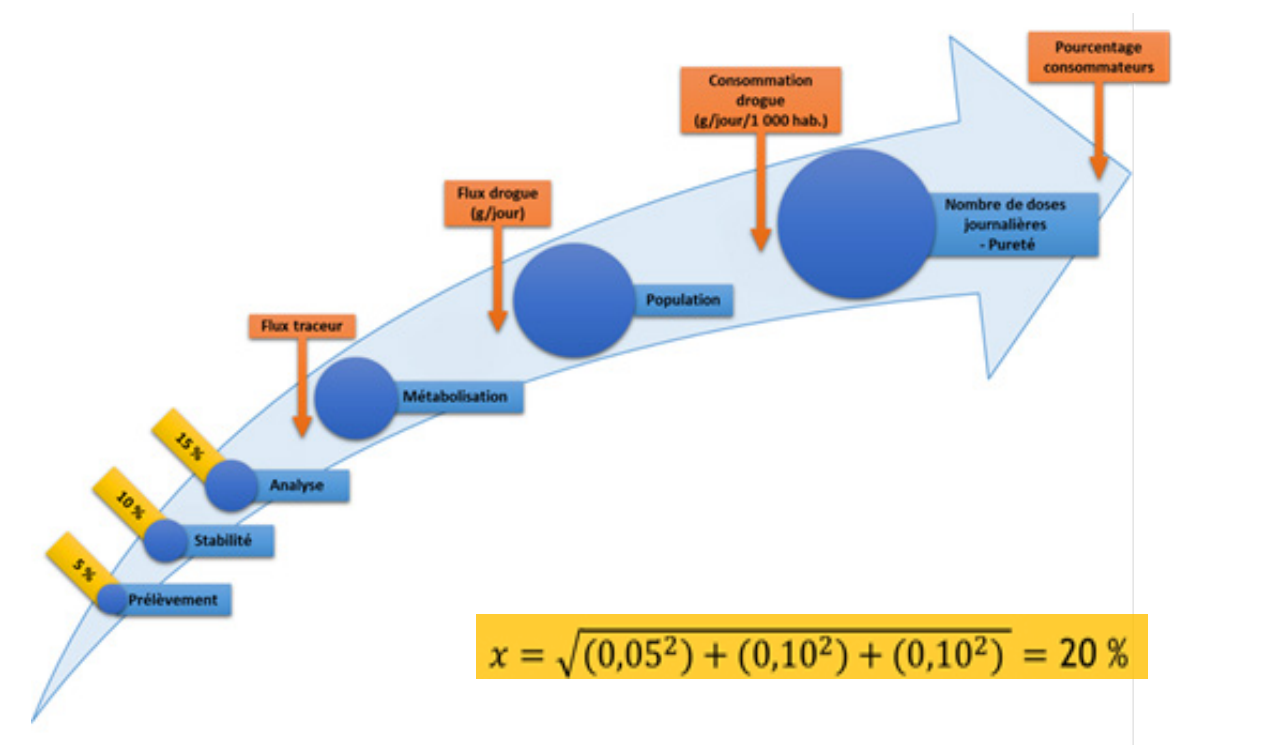 Pourcentage
consommateurs
Consommation
drogue
(g/jour/1 000 hab.)
Flux drogue
(g/jour)
Nombre de doses
journalières
- Pureté
Population
Flux traceur
Métabolisation
15 %
Analyse
10 %
Stabilité
5 %
Prélèvement
x = √(0,05²) + (0,10²) + (0,10²) = 20 %